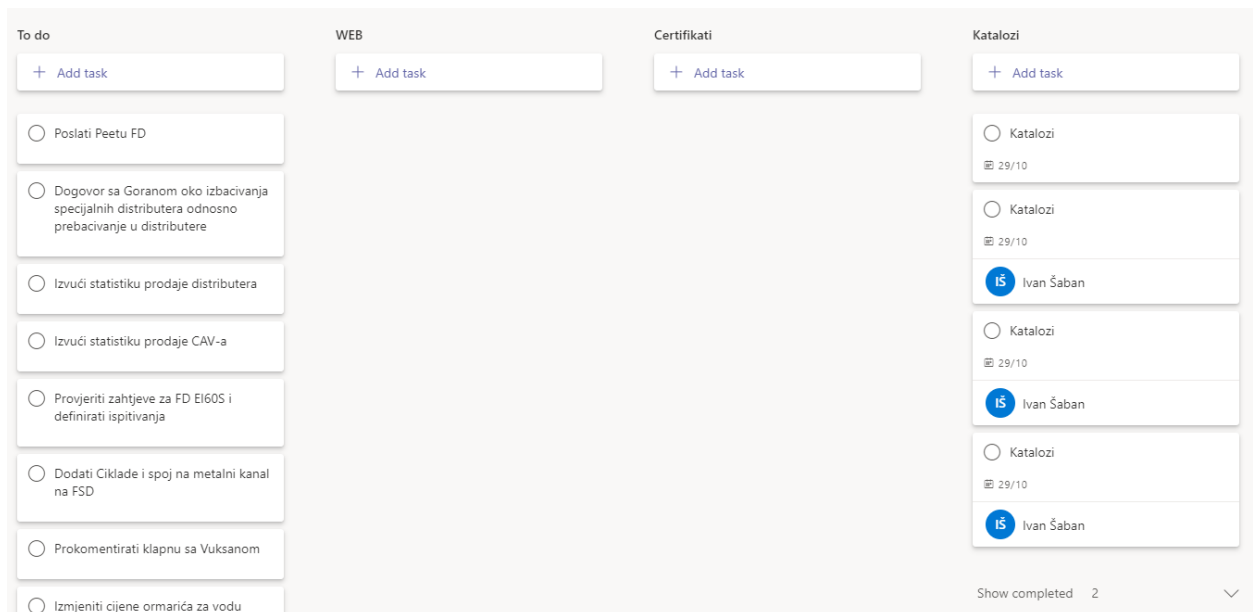 To do
Add task
Poslati Peetu FD
Dogovor sa Goranom oko izbacivanja
specijalnih distributera odnosno
prebacivanje u distributere
Izvući statistiku prodaje distributera
Izvući statistiku prodaje CAV-a
Provjeriti zahtjeve za FD EI60S i
definirati ispitivanja
Dodati Ciklade i spoj na metalni kanal
na FSD
Prokomentirati klapnu sa Vuksanom
Izmjeniti cijene ormarića za vodu
WEB
Add task
Certifikati
Add task
Katalozi
Add task
Katalozi
29/10
Katalozi
29/10
IŠ Ivan Šaban
Katalozi
29/10
IŠ Ivan Šaban
Katalozi
29/10
IŠ Ivan Šaban
Show completed 2